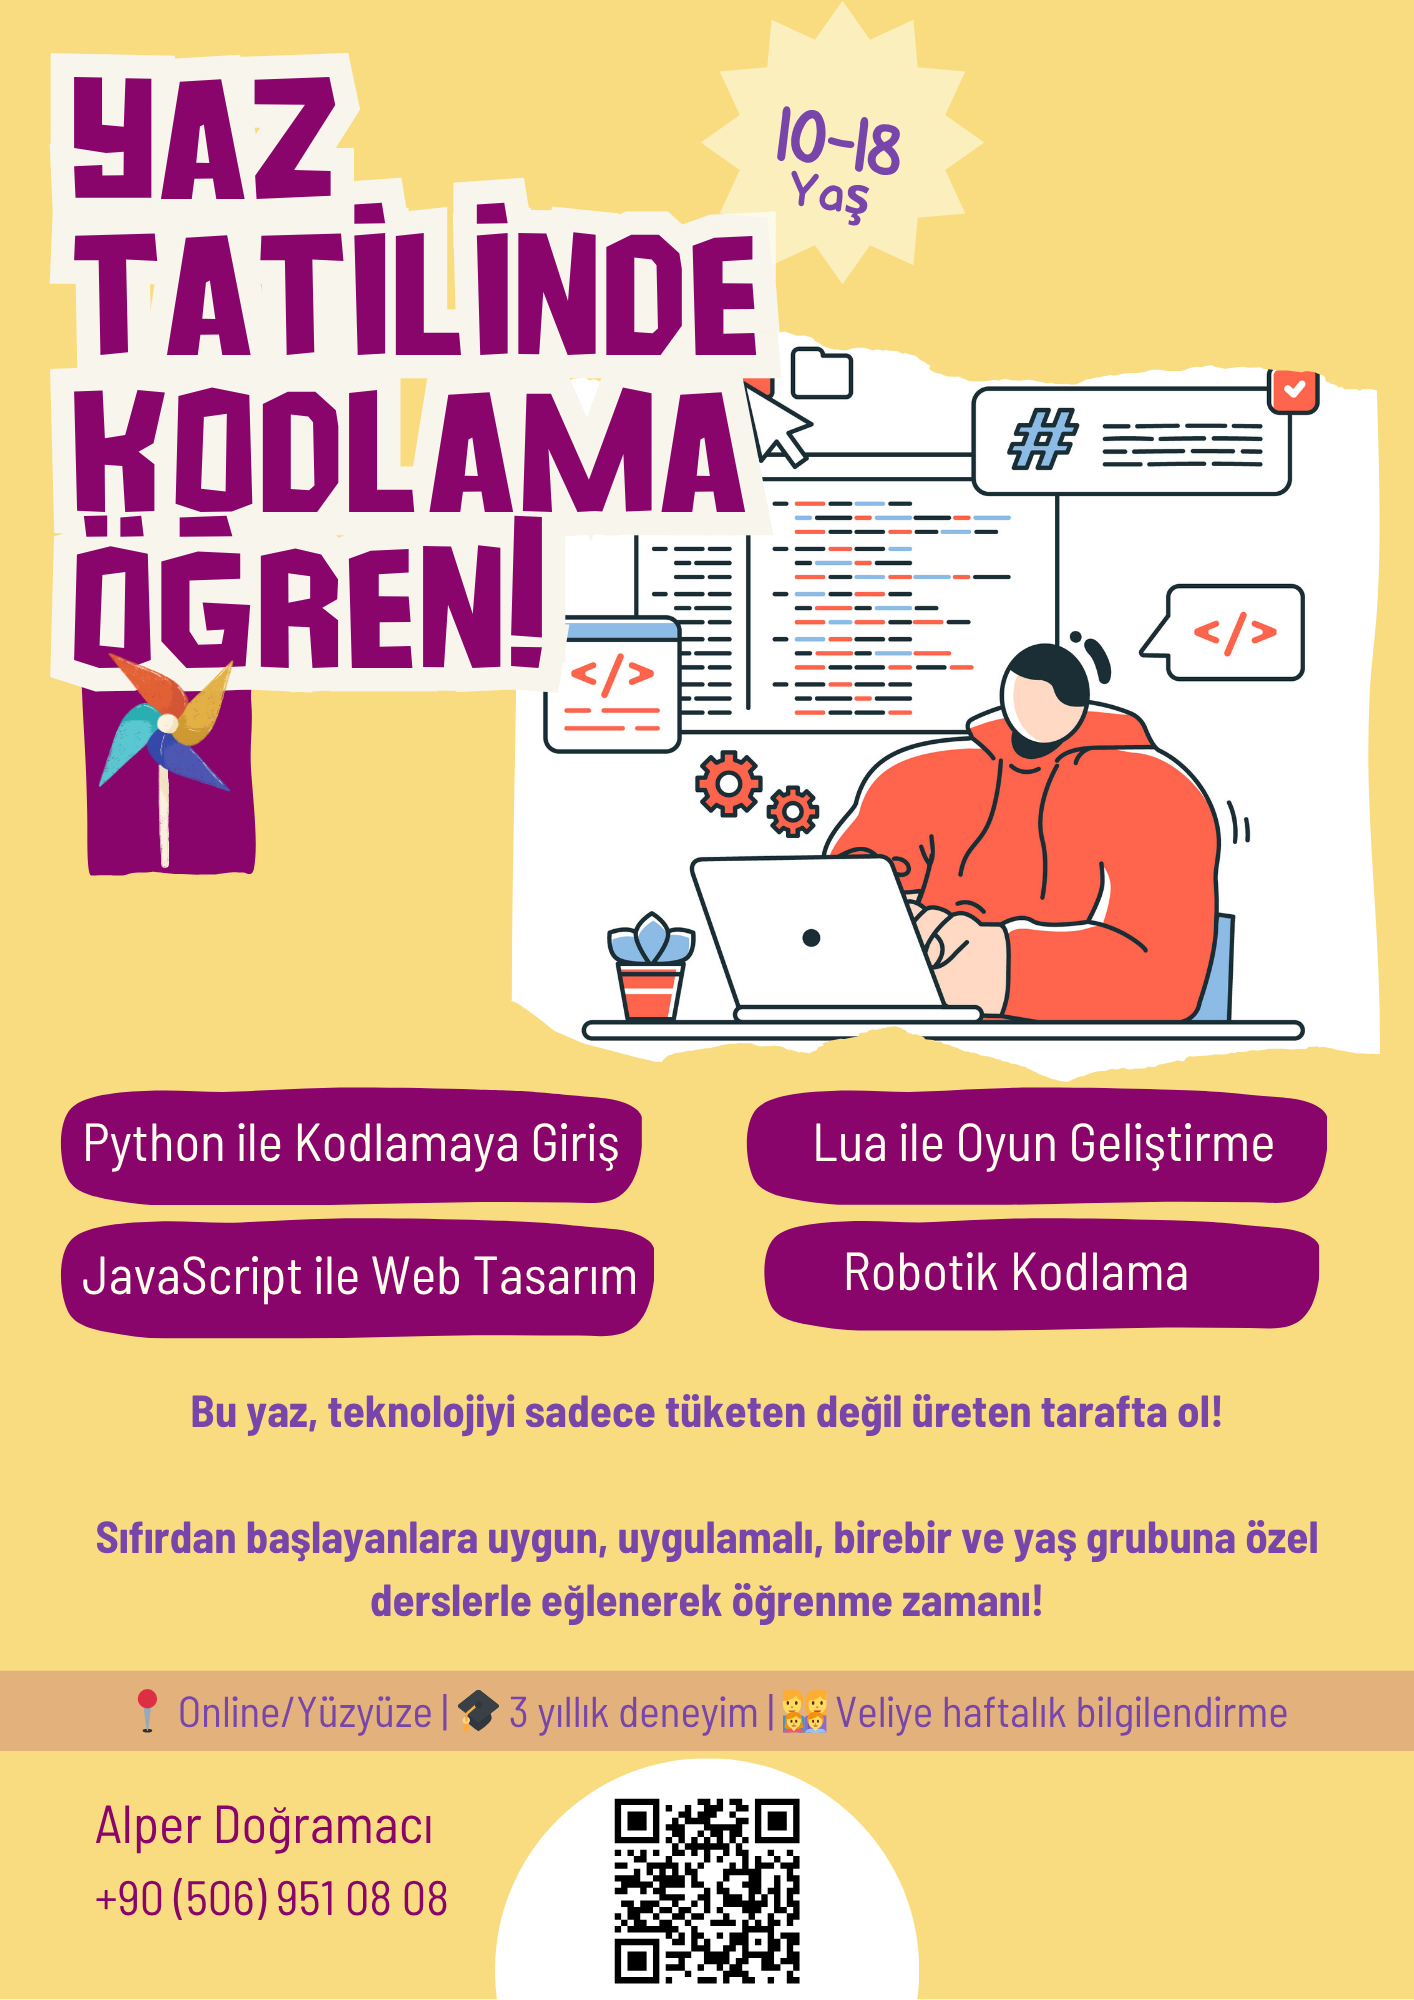 YAZ
TATİLİNDE
KODLAMA
ÖĞREN!
10-18
Yaş
#
</>
</>
Python ile Kodlamaya Giriş
Lua ile Oyun Geliştirme
JavaScript ile Web Tasarım
Robotik Kodlama
Bu yaz, teknolojiyi sadece tüketen değil üreten tarafta ol!
Sıfırdan başlayanlara uygun, uygulamalı, birebir ve yaş grubuna özel
derslerle eğlenerek öğrenme zamanı!
📍 Online/Yüzyüze | 🎓 3 yıllık deneyim | 👨‍👩‍👧‍👦 Veliye haftalık bilgilendirme
Alper Doğramacı
+90 (506) 951 08 08